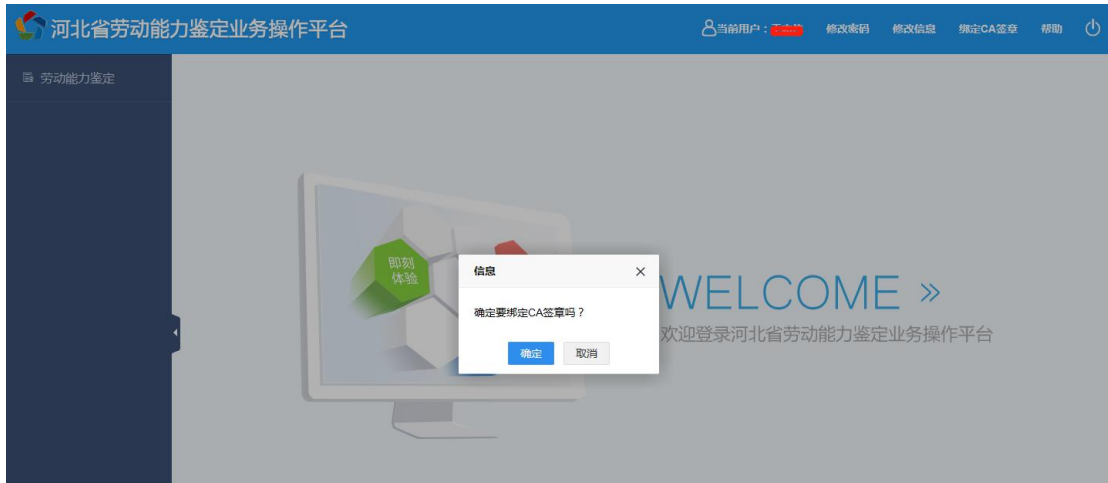 河北省劳动能力鉴定业务操作平台
当前用户： 修改密码 修改信息 绑定CA签章 帮助
劳动能力鉴定
即刻
体验
信息
确定要绑定CA签章吗？
确定 取消
WELCOME »
欢迎登录河北省劳动能力鉴定业务操作平台